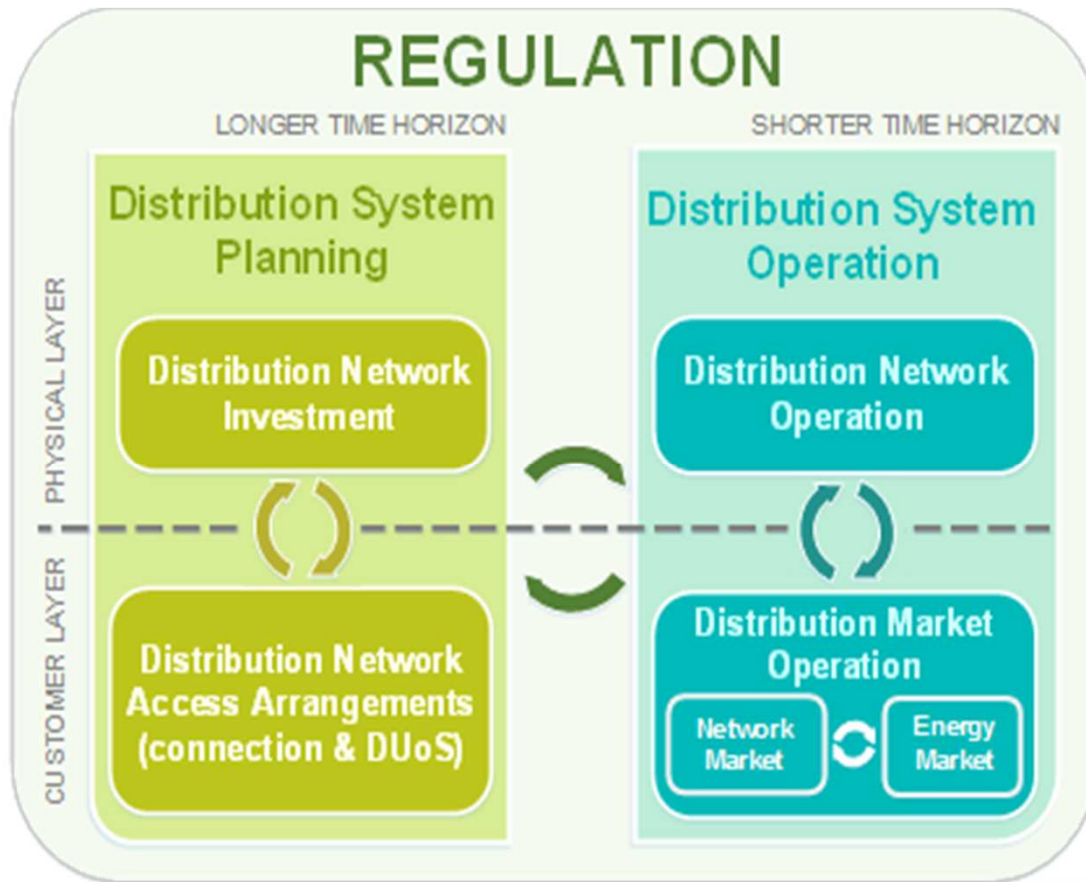 REGULATION
LONGER TIME HORIZON
SHORTER TIME HORIZON
PHYSICAL LAYER
CUSTOMER LAYER
Distribution System
Planning
Distribution Network
Investment
Distribution Network
Access Arrangements
(connection & DUoS)
Distribution System
Operation
Distribution Network
Operation
Distribution Market
Operation
Network
Market
Energy
Market